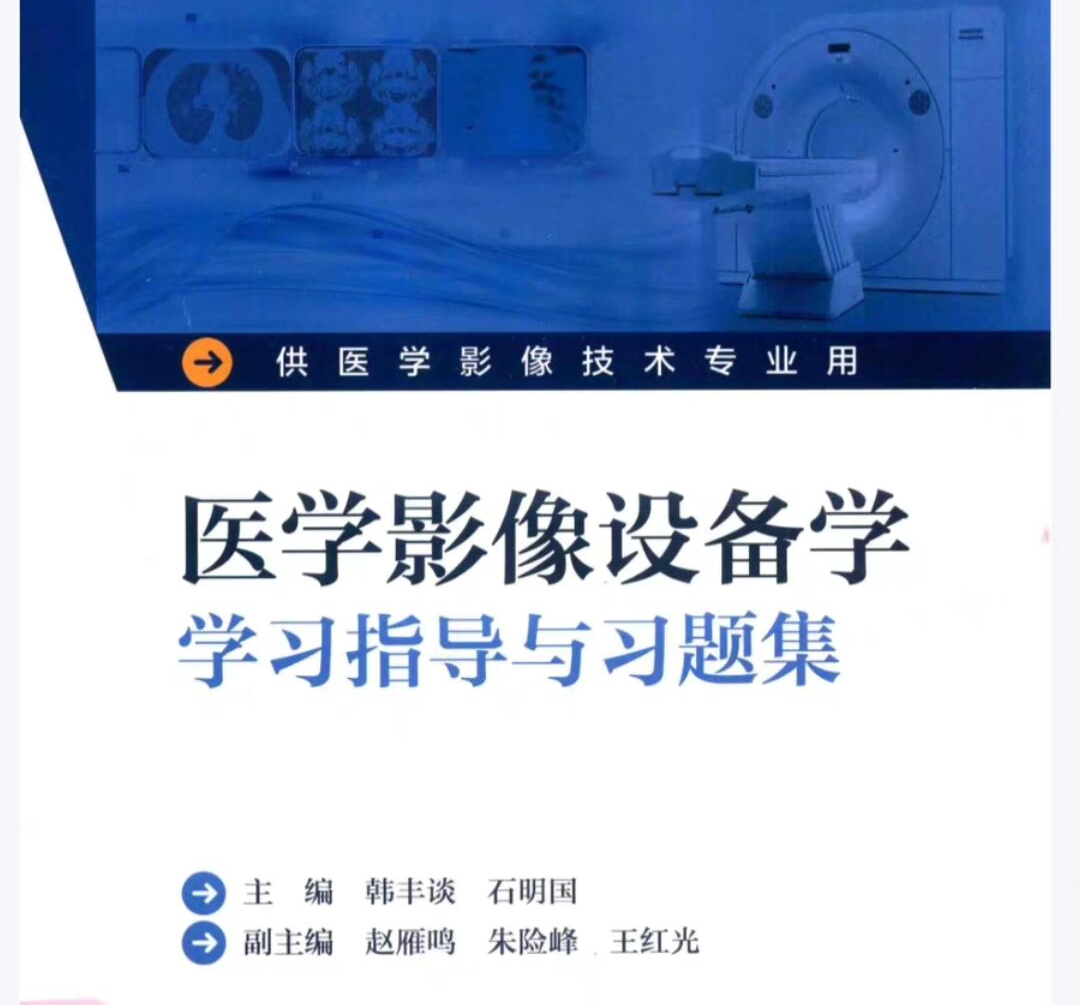 供医学影像技术专业用
医学影像设备学
学习指导与习题集
主 编 韩丰谈 石明国
副主编 赵雁鸣 朱险峰 王红光